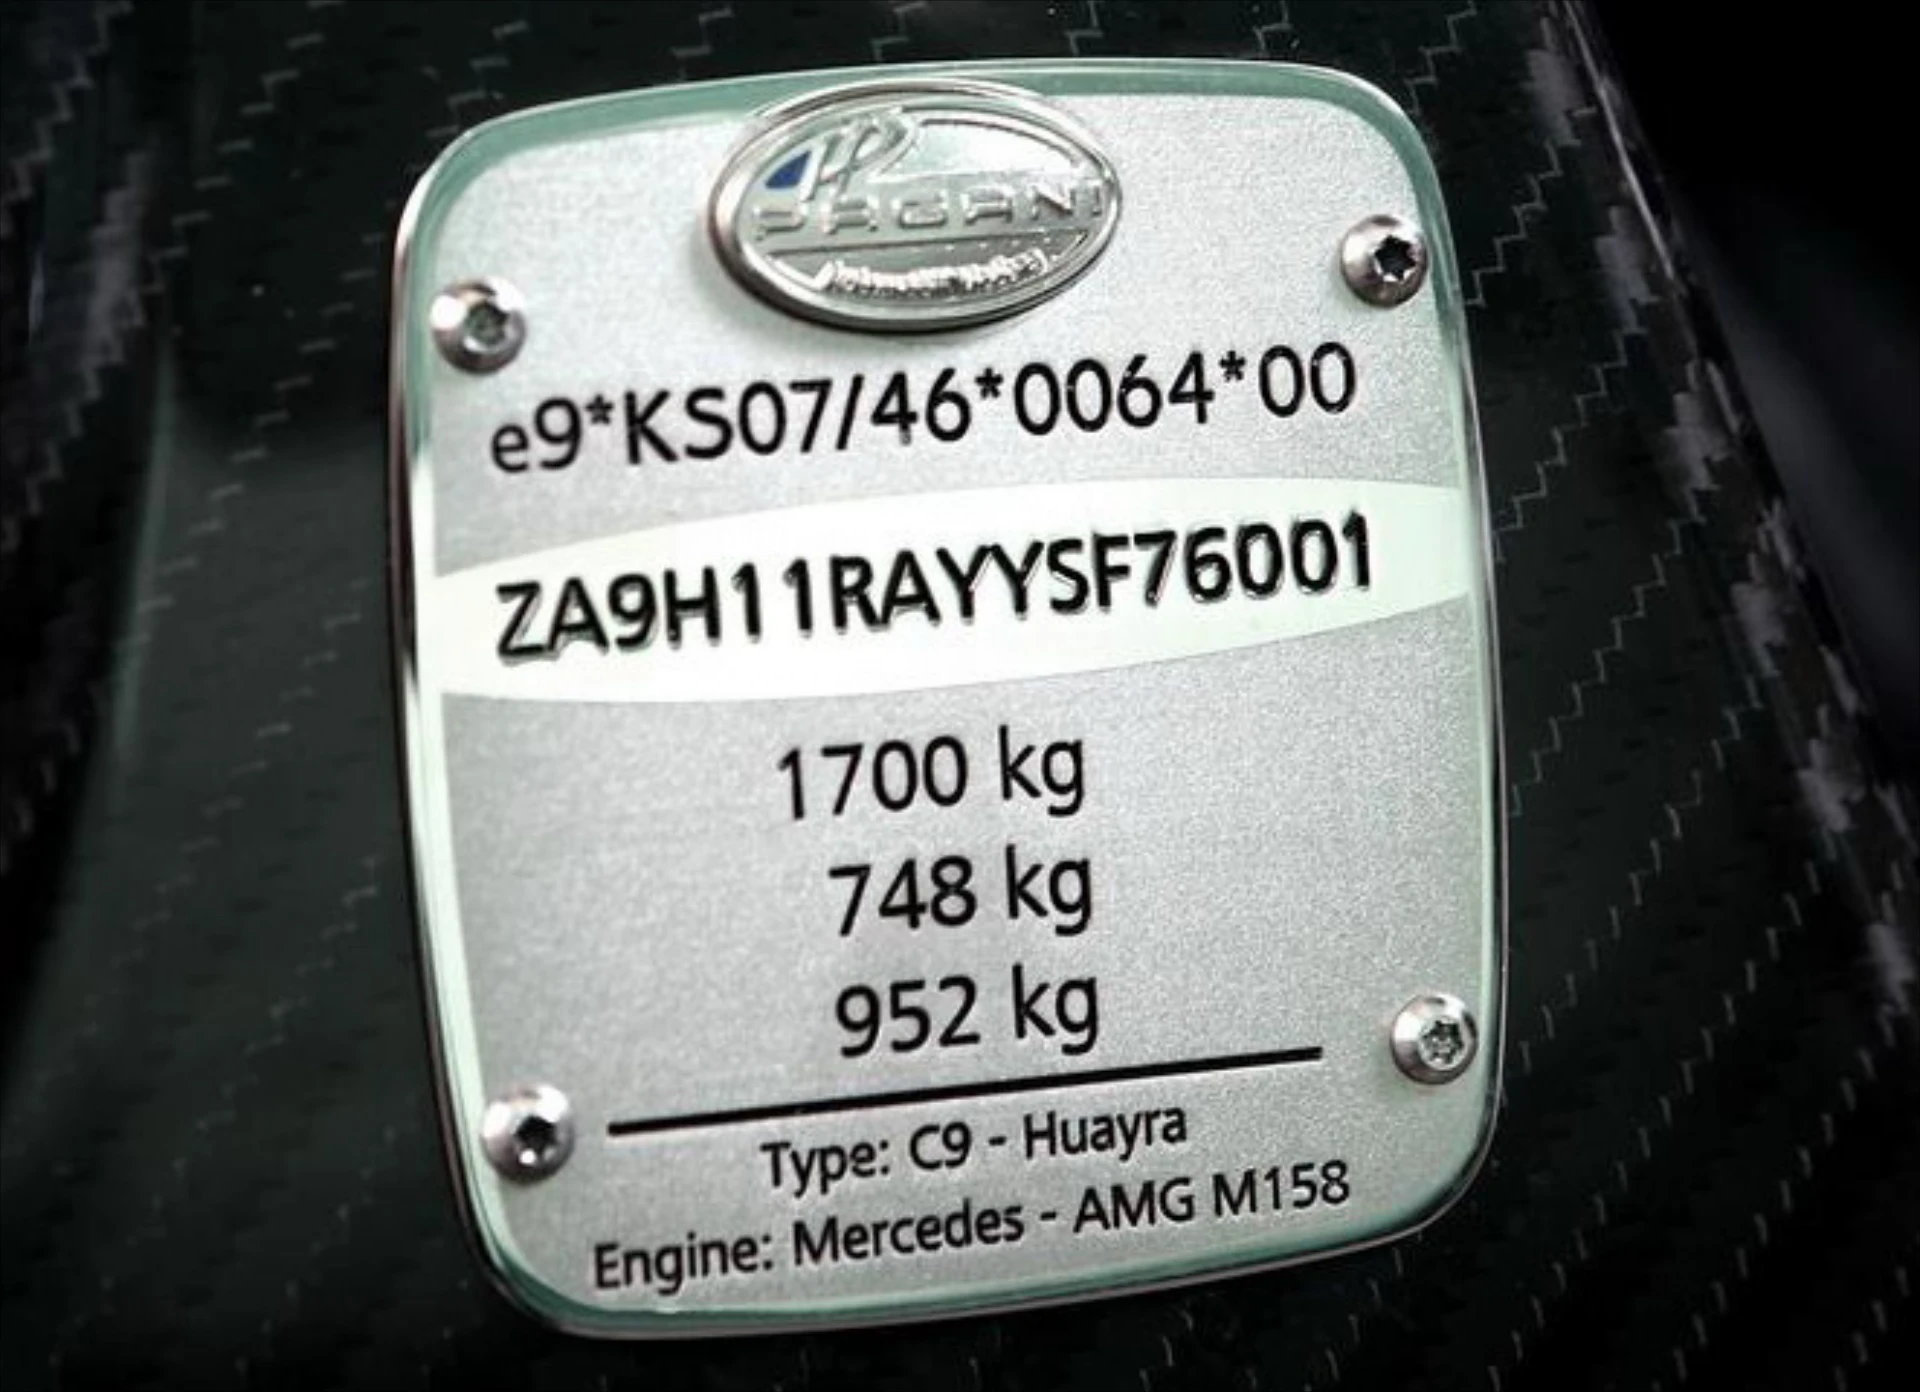 PAGANI
Automobili
e9*KS07/46*0064*00
ZA9H11RAYYSF76001
1700 kg
748 kg
952 kg
Type: C9 - Huayra
Engine: Mercedes - AMG M158